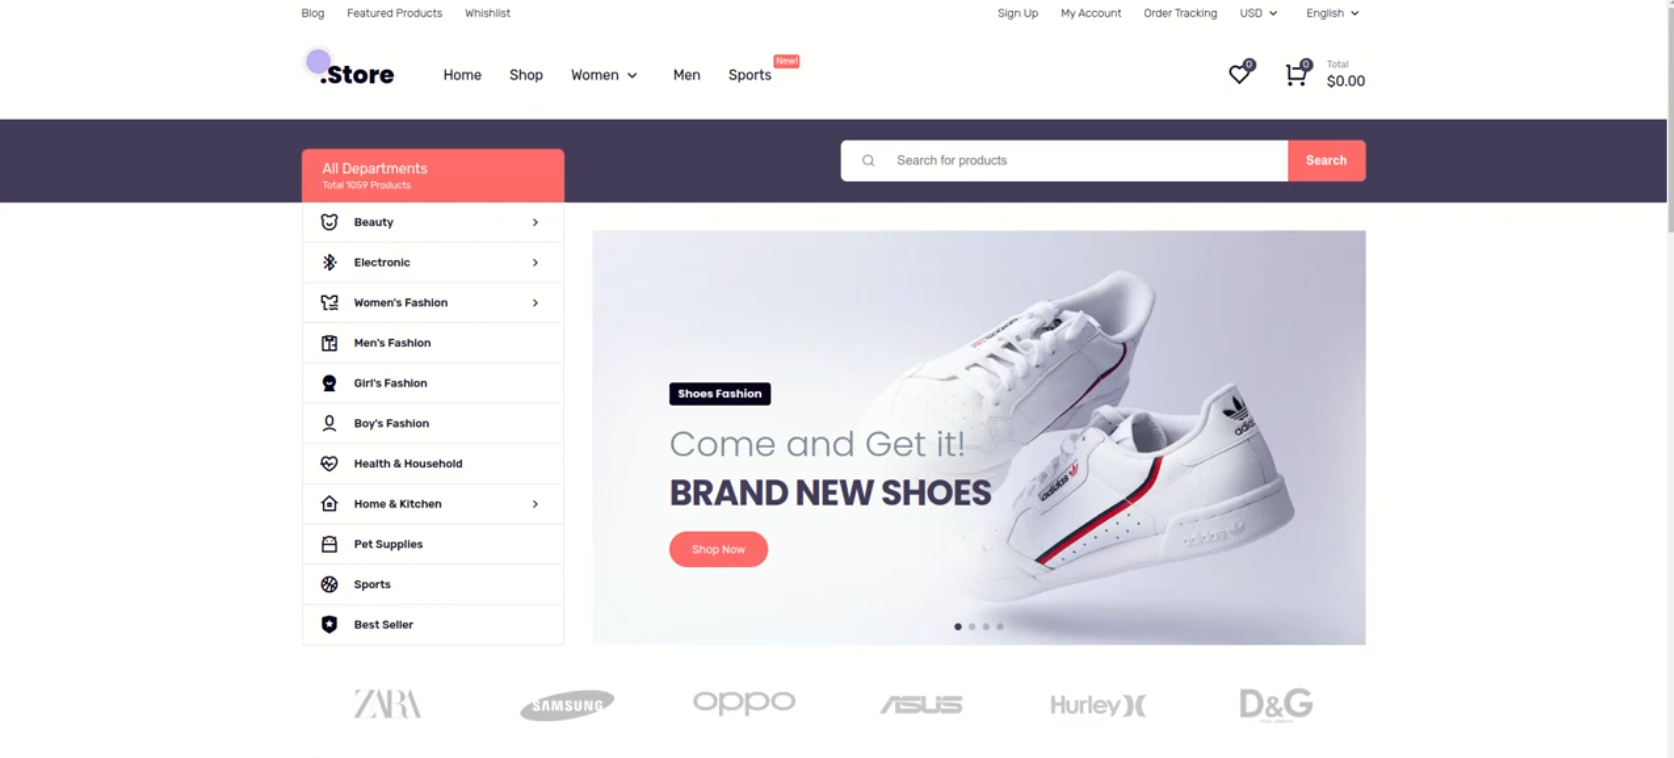 Blog Featured Products Whishlist
Sign Up My Account Order Tracking USD English
.Store
Home Shop Women Men Sports New!
0 0 Total
$0.00
All Departments
Total 1059 Products
Search for products Search
Beauty
Electronic
Women's Fashion
Men's Fashion
Girl's Fashion
Boy's Fashion
Health & Household
Home & Kitchen
Pet Supplies
Sports
Best Seller
Shoes Fashion
Come and Get it!
BRAND NEW SHOES
Shop Now
adidas
adidas
adidas
ZARA SAMSUNG oppo ASUS Hurley D&G